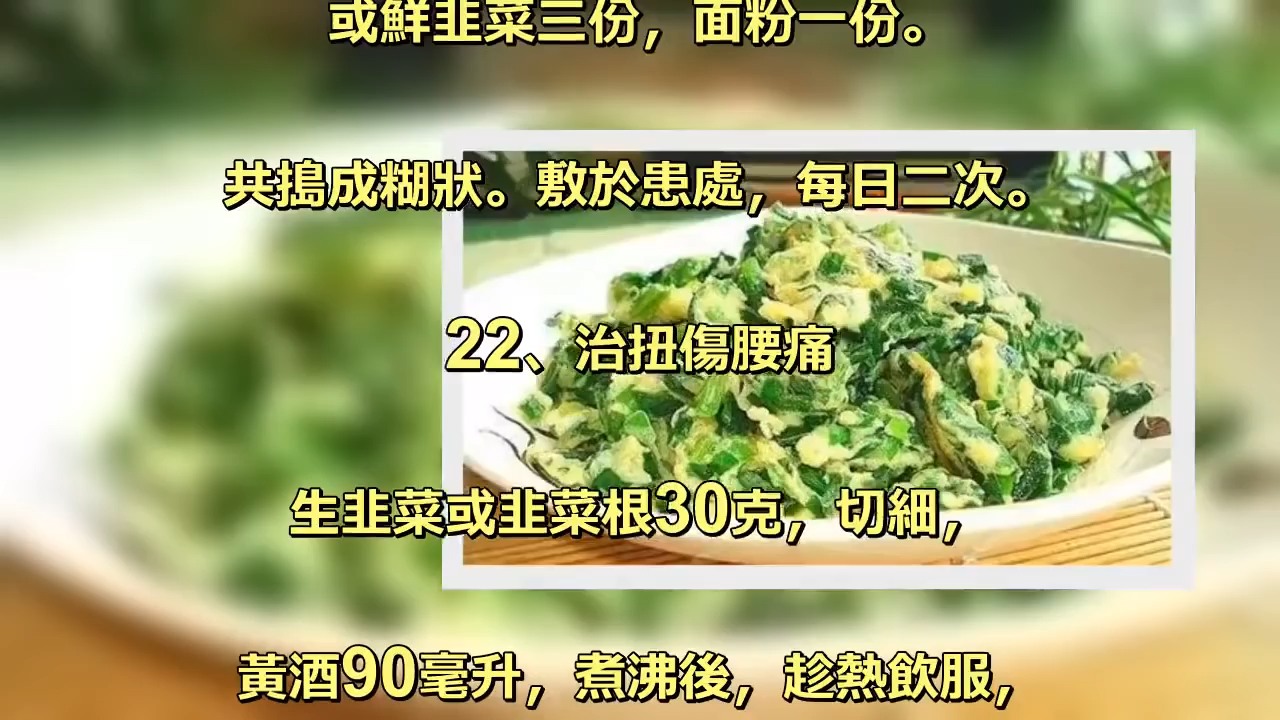 或鮮韭菜三份，面粉一份。
共搗成糊狀。敷於患處，每日二次。
22、治扭傷腰痛
生韭菜或韭菜根30克，切細，
黃酒90毫升，煮沸後，趁熱飲服，